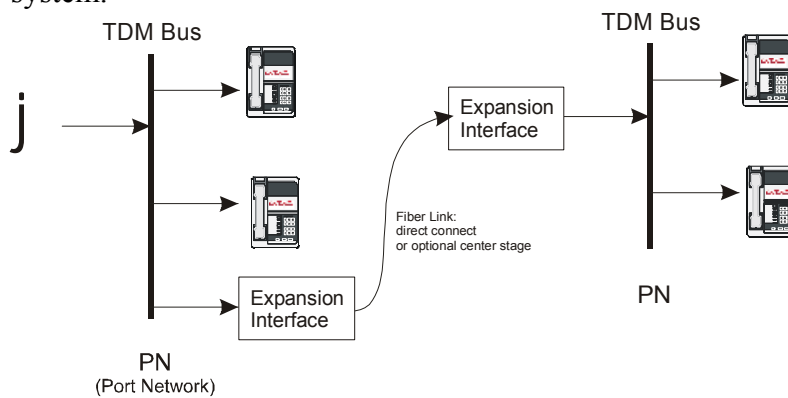 system.
TDM Bus
TDM Bus
j
Expansion
Interface
Fiber Link:
direct connect
or optional center stage
Expansion
Interface
PN
PN
(Port Network)